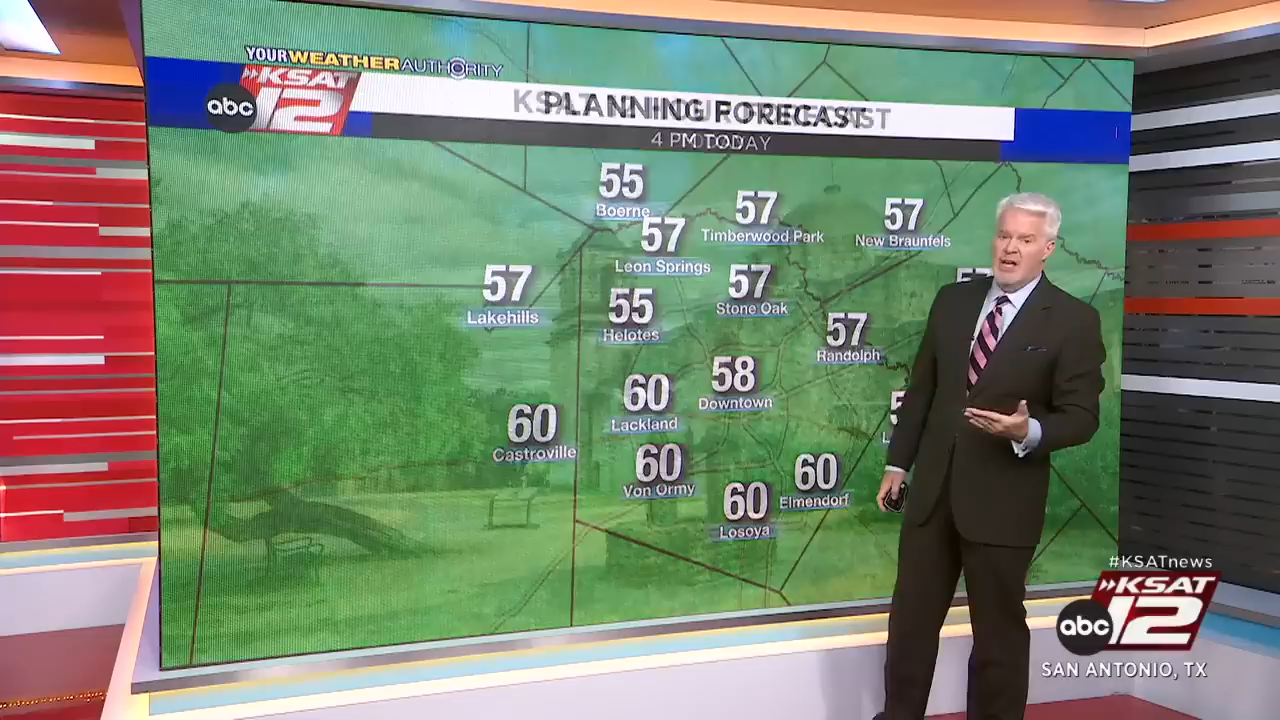 YOUR WEATHER AUTHORITY
KSAT
abc 12
PLANNING FORECAST
4 PM TODAY
55
Boerne
57
Timberwood Park
57
New Braunfels
57
Leon Springs
57
Lakehills
57
Stone Oak
57
55
Helotes
57
Randolph
58
Downtown
60
Lackland
60
Castroville
60
Von Ormy
60
Elmendorf
60
Losoya
#KSATnews
KSAT
abc 12
SAN ANTONIO, TX